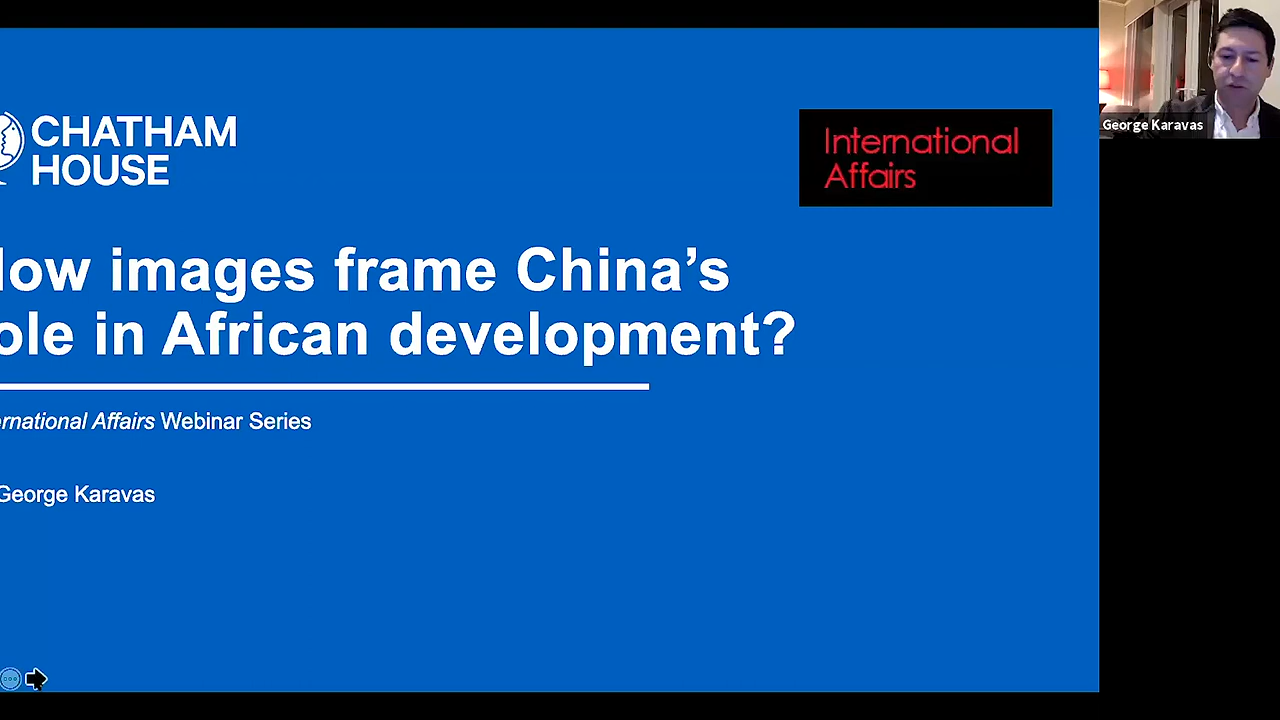 CHATHAM
HOUSE
International
Affairs
George Karavas
low images frame China’s
ole in African development?
ernational Affairs Webinar Series
George Karavas